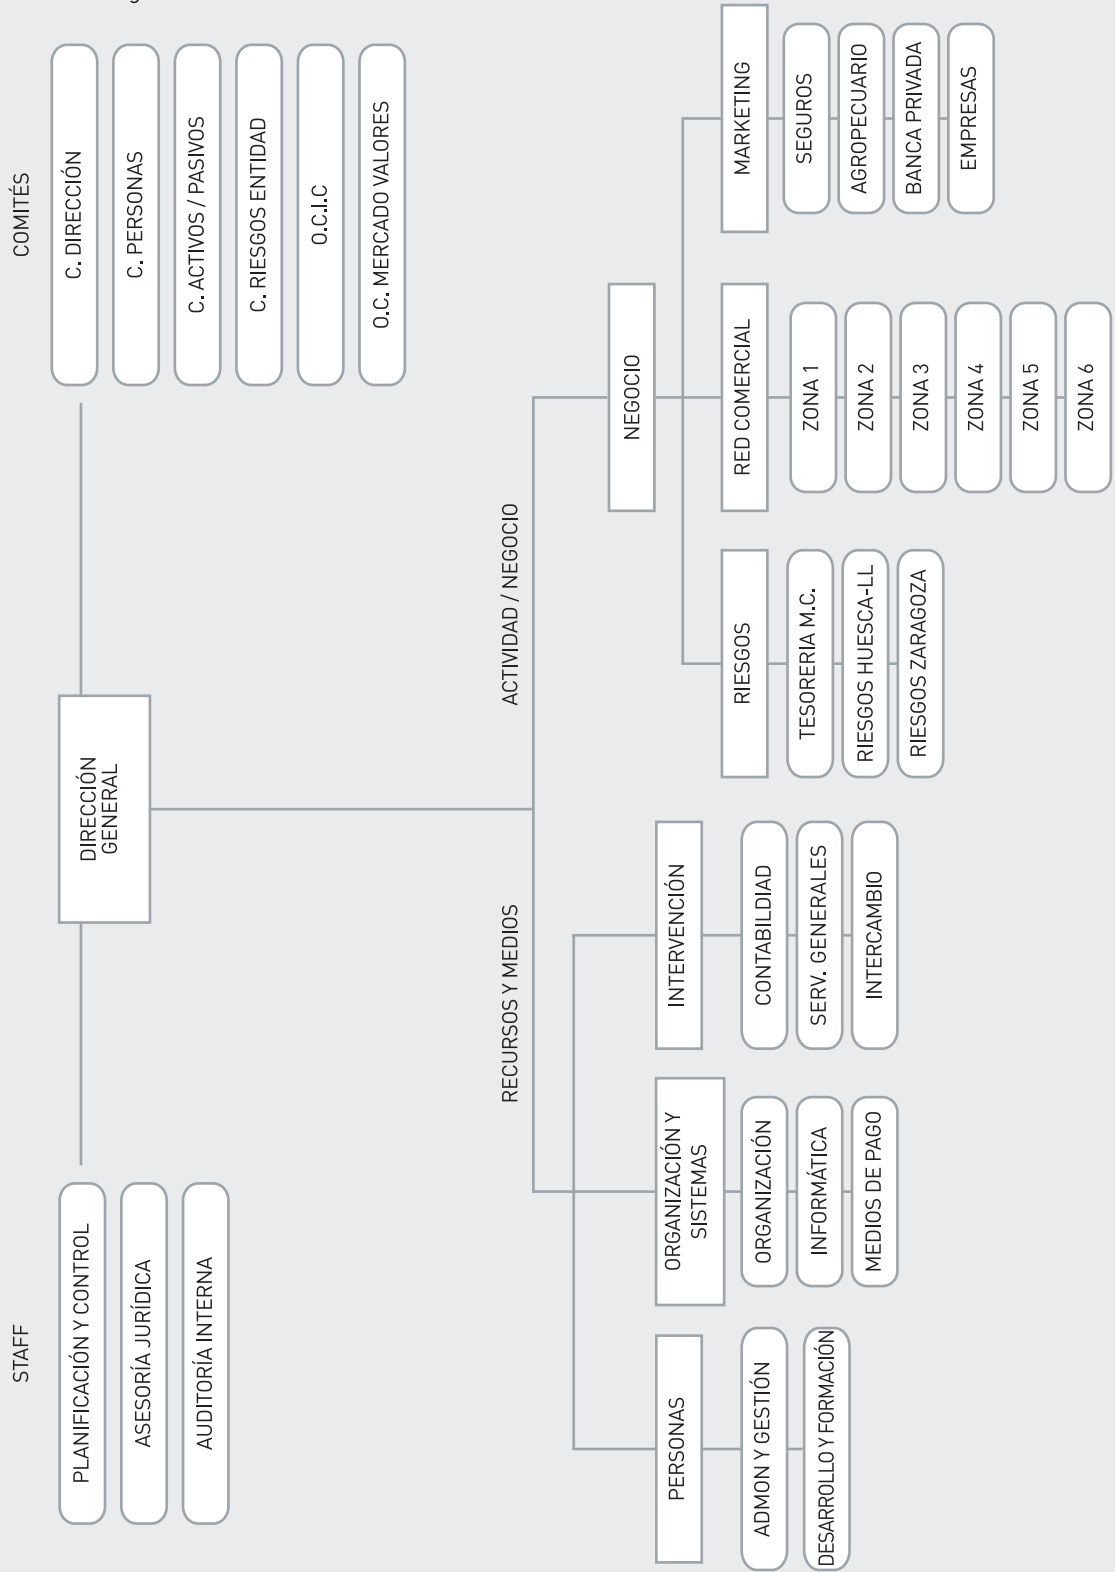 STAFF
PLANIFICACIÓN Y CONTROL
ASESORÍA JURÍDICA
AUDITORÍA INTERNA
DIRECCIÓN
GENERAL
COMITÉS
C. DIRECCIÓN
C. PERSONAS
C. ACTIVOS / PASIVOS
C. RIESGOS ENTIDAD
O.C.I.C
O.C. MERCADO VALORES
RECURSOS Y MEDIOS
PERSONAS
ADMON Y GESTIÓN
DESARROLLO Y FORMACIÓN
ORGANIZACIÓN Y
SISTEMAS
ORGANIZACIÓN
INFORMÁTICA
MEDIOS DE PAGO
INTERVENCIÓN
CONTABILDIAD
SERV. GENERALES
INTERCAMBIO
ACTIVIDAD / NEGOCIO
NEGOCIO
RIESGOS
TESORERIA M.C.
RIESGOS HUESCA-LL
RIESGOS ZARAGOZA
RED COMERCIAL
ZONA 1
ZONA 2
ZONA 3
ZONA 4
ZONA 5
ZONA 6
MARKETING
SEGUROS
AGROPECUARIO
BANCA PRIVADA
EMPRESAS